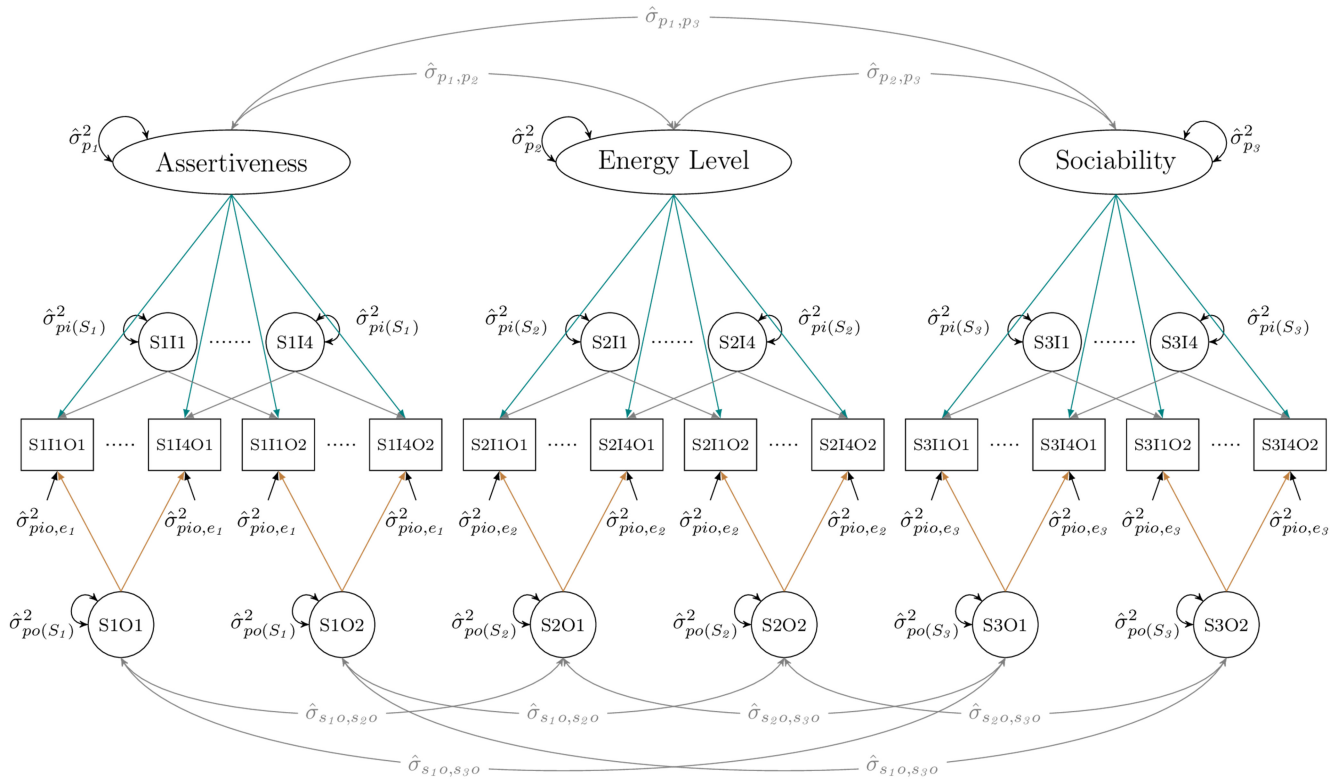 σ̂ₚ₁,ₚ₃
σ̂ₚ₁,ₚ₂ σ̂ₚ₂,ₚ₃
σ̂²ₚ₁ Assertiveness σ̂²ₚ₂ Energy Level Sociability σ̂²ₚ₃
σ̂²pi(S₁) S1I1 ....... S1I4 σ̂²pi(S₁) σ̂²pi(S₂) S2I1 ....... S2I4 σ̂²pi(S₂) σ̂²pi(S₃) S3I1 ....... S3I4 σ̂²pi(S₃)
S1I1O1 ..... S1I4O1 S1I1O2 ..... S1I4O2 S2I1O1 ..... S2I4O1 S2I1O2 ..... S2I4O2 S3I1O1 ..... S3I4O1 S3I1O2 ..... S3I4O2
σ̂²pio,e₁ σ̂²pio,e₁ σ̂²pio,e₁ σ̂²pio,e₁ σ̂²pio,e₂ σ̂²pio,e₂ σ̂²pio,e₂ σ̂²pio,e₂ σ̂²pio,e₃ σ̂²pio,e₃ σ̂²pio,e₃ σ̂²pio,e₃
σ̂²po(S₁) S1O1 σ̂²po(S₁) S1O2 σ̂²po(S₂) S2O1 σ̂²po(S₂) S2O2 σ̂²po(S₃) S3O1 σ̂²po(S₃) S3O2
σ̂s₁o,s₂o σ̂s₁o,s₂o σ̂s₂o,s₃o σ̂s₂o,s₃o
σ̂s₁o,s₃o σ̂s₁o,s₃o